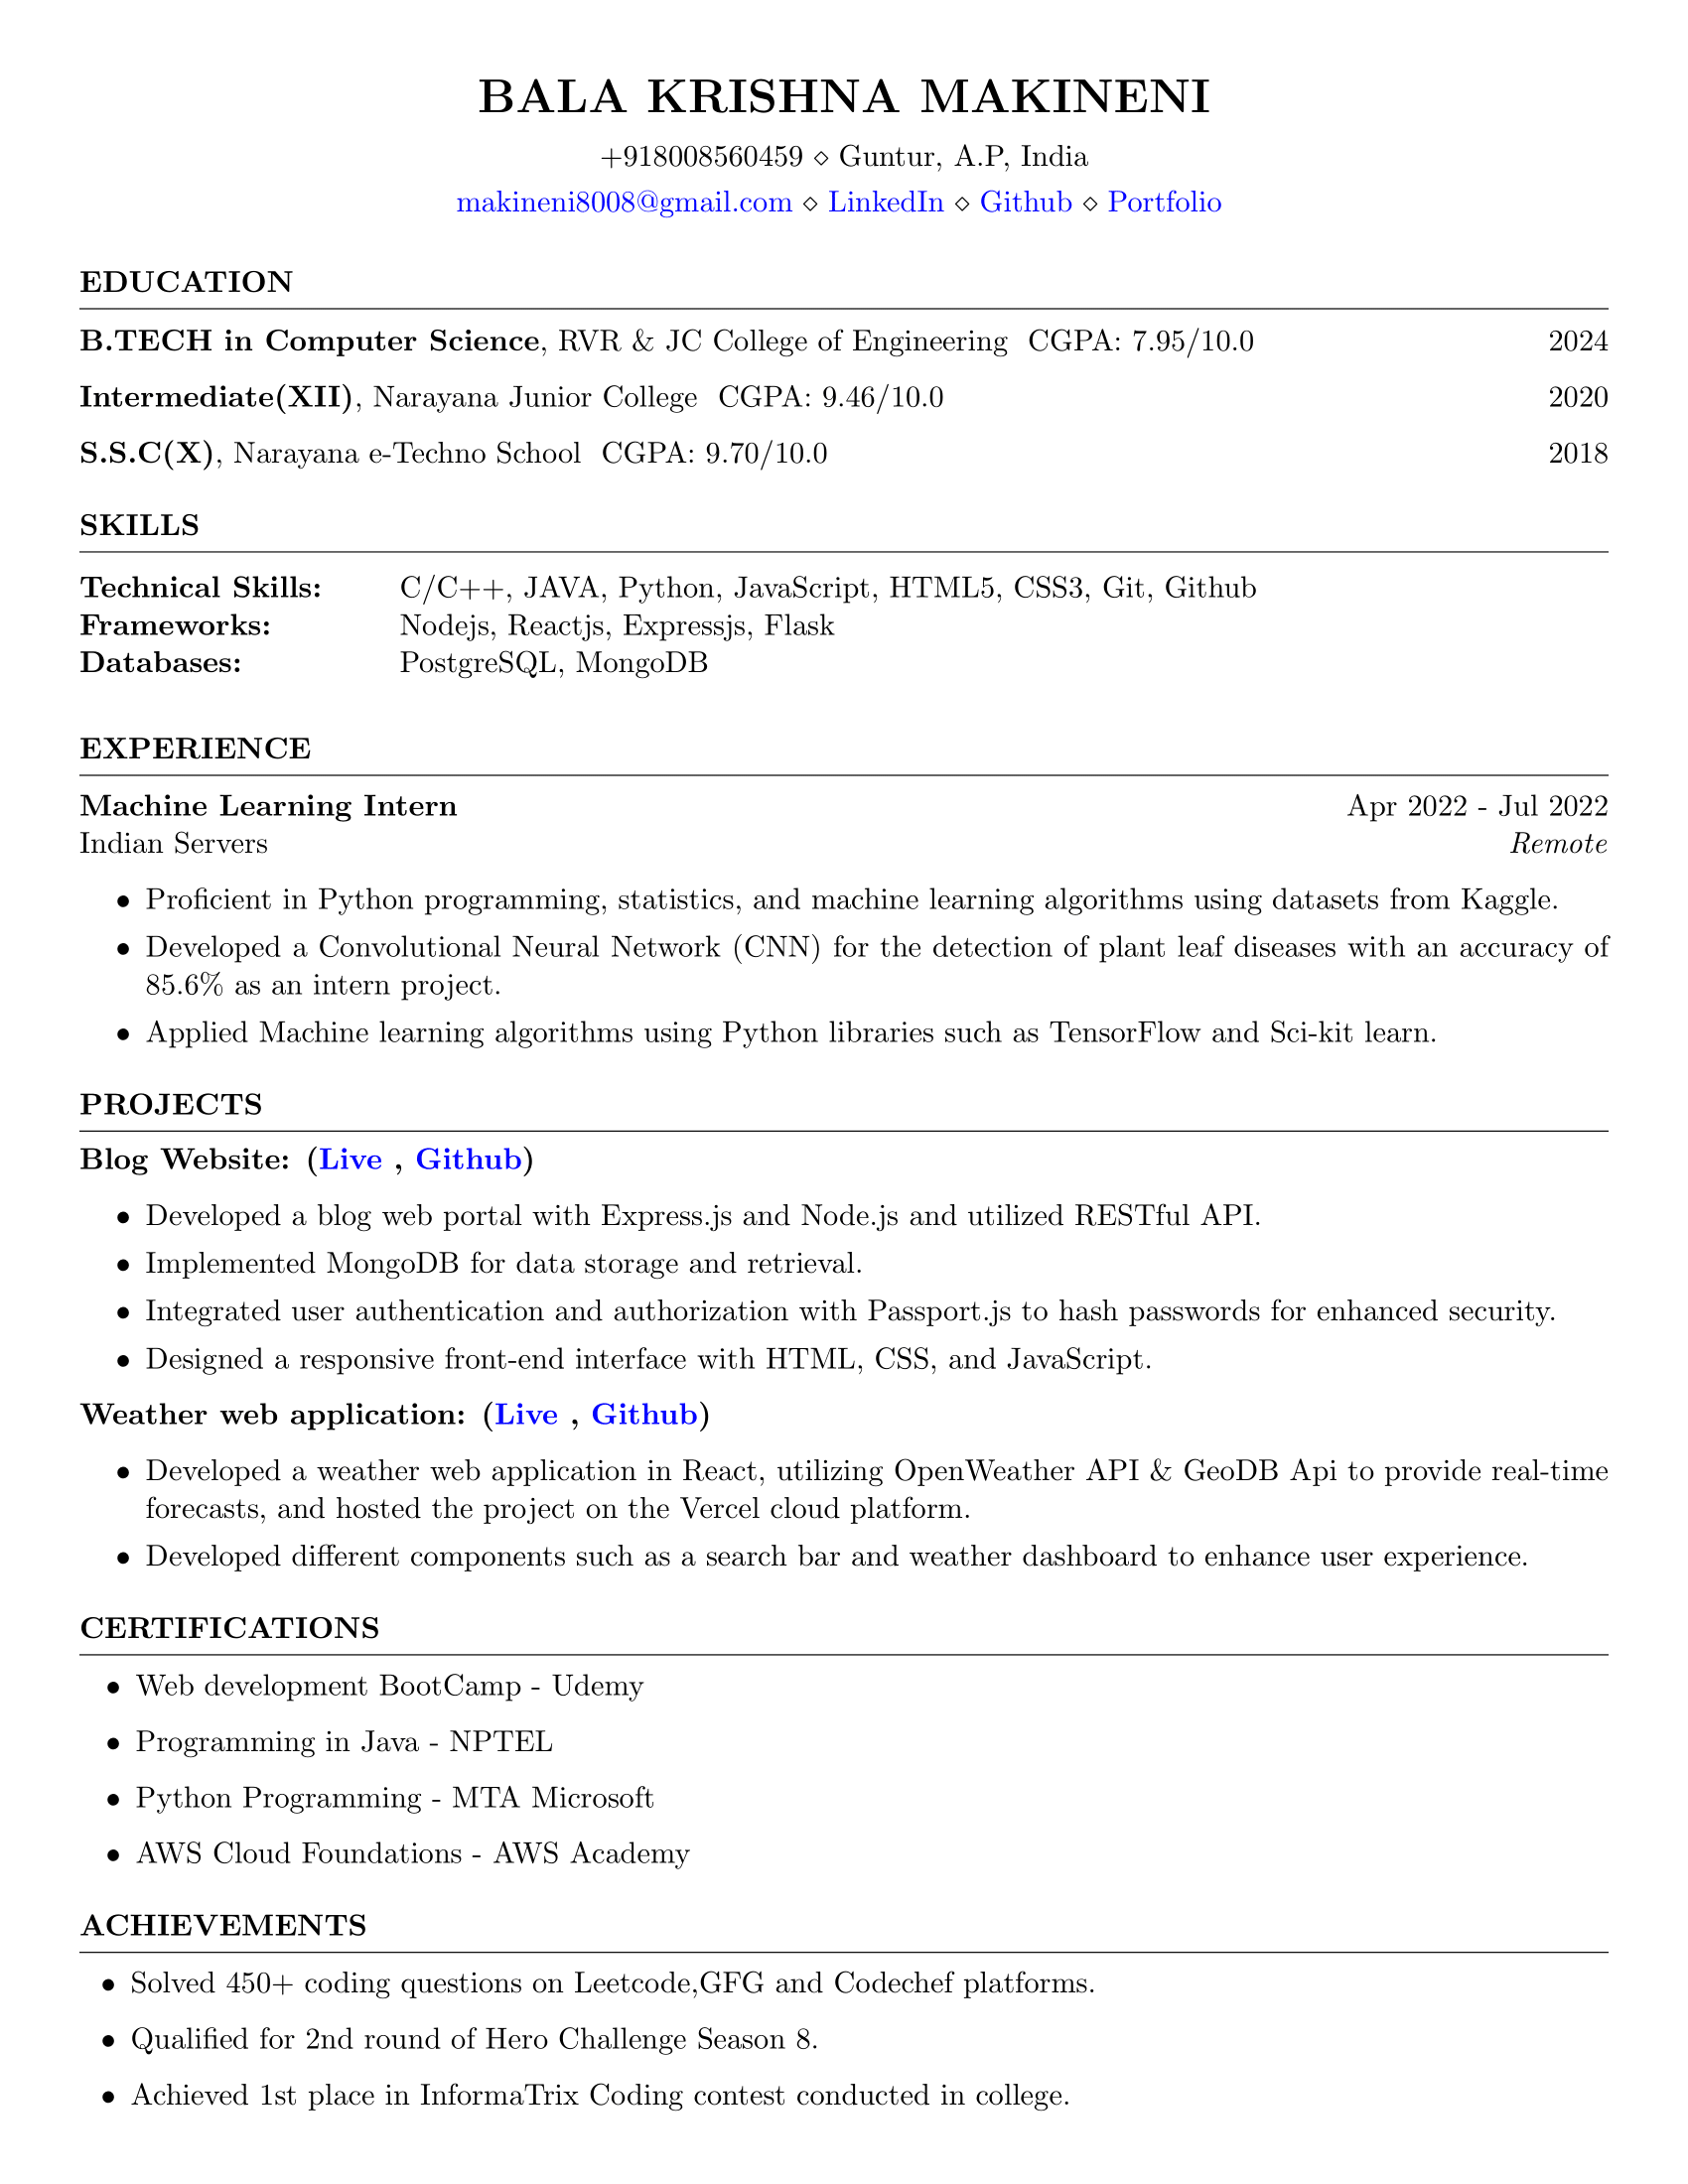 BALA KRISHNA MAKINENI
+918008560459 ⋄ Guntur, A.P, India
makineni8008@gmail.com ⋄ LinkedIn ⋄ Github ⋄ Portfolio
EDUCATION
B.TECH in Computer Science, RVR & JC College of Engineering CGPA: 7.95/10.0 2024
Intermediate(XII), Narayana Junior College CGPA: 9.46/10.0 2020
S.S.C(X), Narayana e-Techno School CGPA: 9.70/10.0 2018
SKILLS
Technical Skills: C/C++, JAVA, Python, JavaScript, HTML5, CSS3, Git, Github
Frameworks: Nodejs, Reactjs, Expressjs, Flask
Databases: PostgreSQL, MongoDB
EXPERIENCE
Machine Learning Intern Apr 2022 - Jul 2022
Indian Servers Remote
• Proficient in Python programming, statistics, and machine learning algorithms using datasets from Kaggle.
• Developed a Convolutional Neural Network (CNN) for the detection of plant leaf diseases with an accuracy of
85.6% as an intern project.
• Applied Machine learning algorithms using Python libraries such as TensorFlow and Sci-kit learn.
PROJECTS
Blog Website: (Live , Github)
• Developed a blog web portal with Express.js and Node.js and utilized RESTful API.
• Implemented MongoDB for data storage and retrieval.
• Integrated user authentication and authorization with Passport.js to hash passwords for enhanced security.
• Designed a responsive front-end interface with HTML, CSS, and JavaScript.
Weather web application: (Live , Github)
• Developed a weather web application in React, utilizing OpenWeather API & GeoDB Api to provide real-time
forecasts, and hosted the project on the Vercel cloud platform.
• Developed different components such as a search bar and weather dashboard to enhance user experience.
CERTIFICATIONS
• Web development BootCamp - Udemy
• Programming in Java - NPTEL
• Python Programming - MTA Microsoft
• AWS Cloud Foundations - AWS Academy
ACHIEVEMENTS
• Solved 450+ coding questions on Leetcode,GFG and Codechef platforms.
• Qualified for 2nd round of Hero Challenge Season 8.
• Achieved 1st place in InformaTrix Coding contest conducted in college.